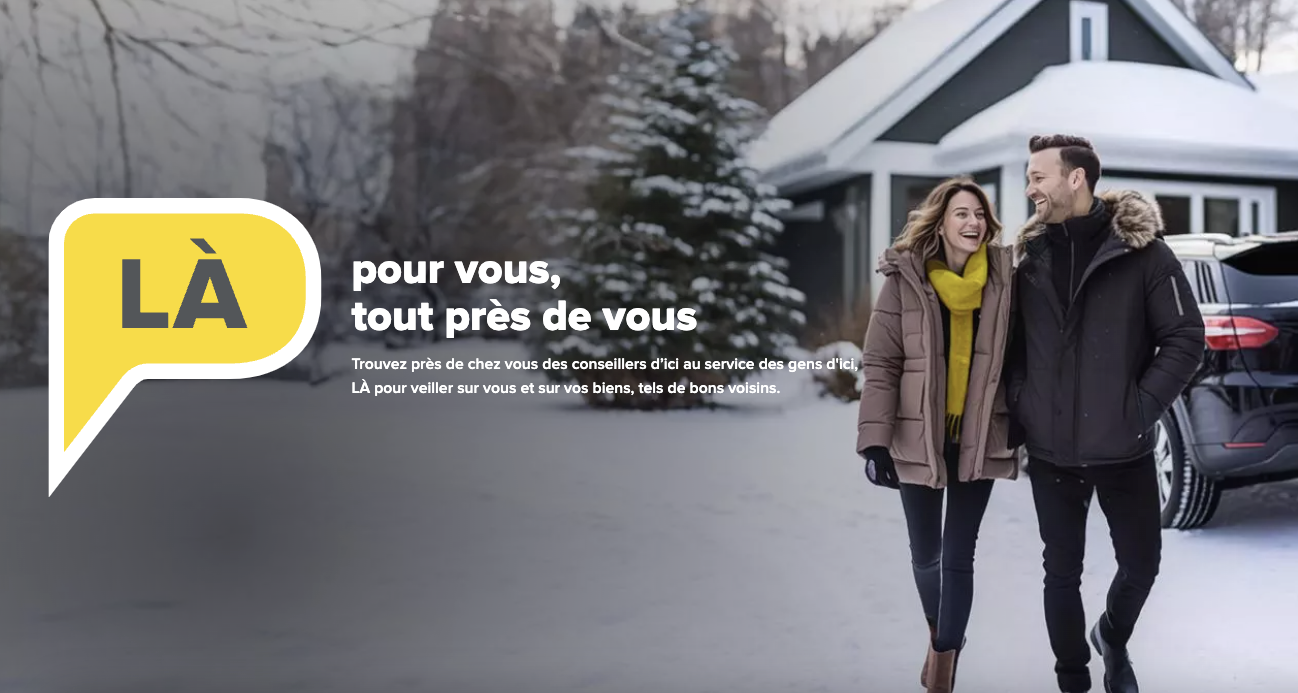 LÀ
pour vous,
tout près de vous
Trouvez près de chez vous des conseillers d'ici au service des gens d'ici,
LÀ pour veiller sur vous et sur vos biens, tels de bons voisins.